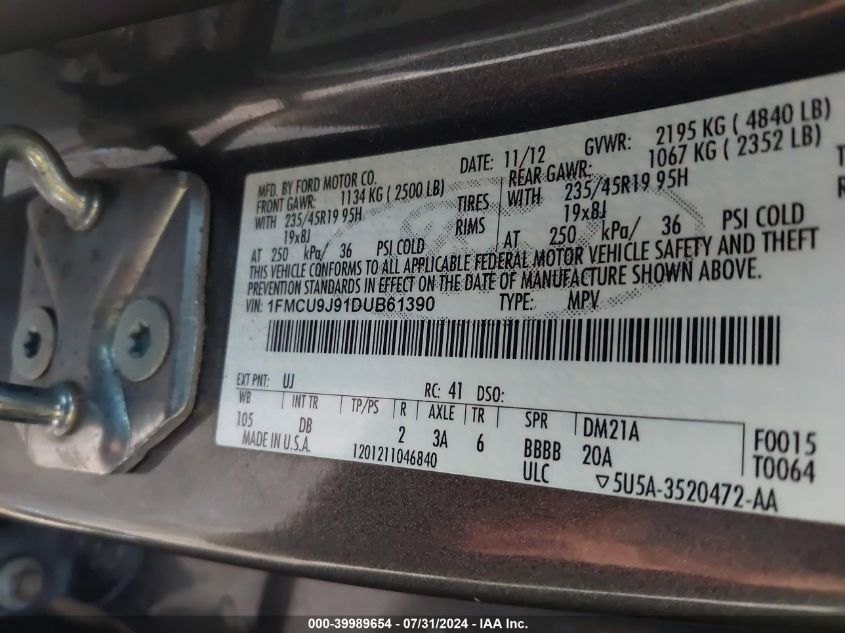 MFD. BY FORD MOTOR CO.
DATE: 11/12
GVWR: 2195 KG ( 4840 LB)
FRONT GAWR: 1134 KG ( 2500 LB)
REAR GAWR: 1067 KG ( 2352 LB)
WITH 235/45R19 95H TIRES WITH 235/45R19 95H
19x8J RIMS 19x8J
AT 250 kPa/ 36 PSI COLD AT 250 kPa/ 36 PSI COLD
THIS VEHICLE CONFORMS TO ALL APPLICABLE FEDERAL MOTOR VEHICLE SAFETY AND THEFT
PREVENTION STANDARDS IN EFFECT ON THE DATE OF MANUFACTURE SHOWN ABOVE.
VIN: 1FMCU9J91DUB61390 TYPE: MPV
EXT PNT: UJ RC: 41 DSO:
WB INT TR TP/PS R AXLE TR SPR DM21A F0015
105 DB 2 3A 6 BBBB 20A T0064
MADE IN U.S.A. 1201211046840 ULC ▽5U5A-3520472-AA
000-39989654 / 07/31/2024 - IAA Inc.